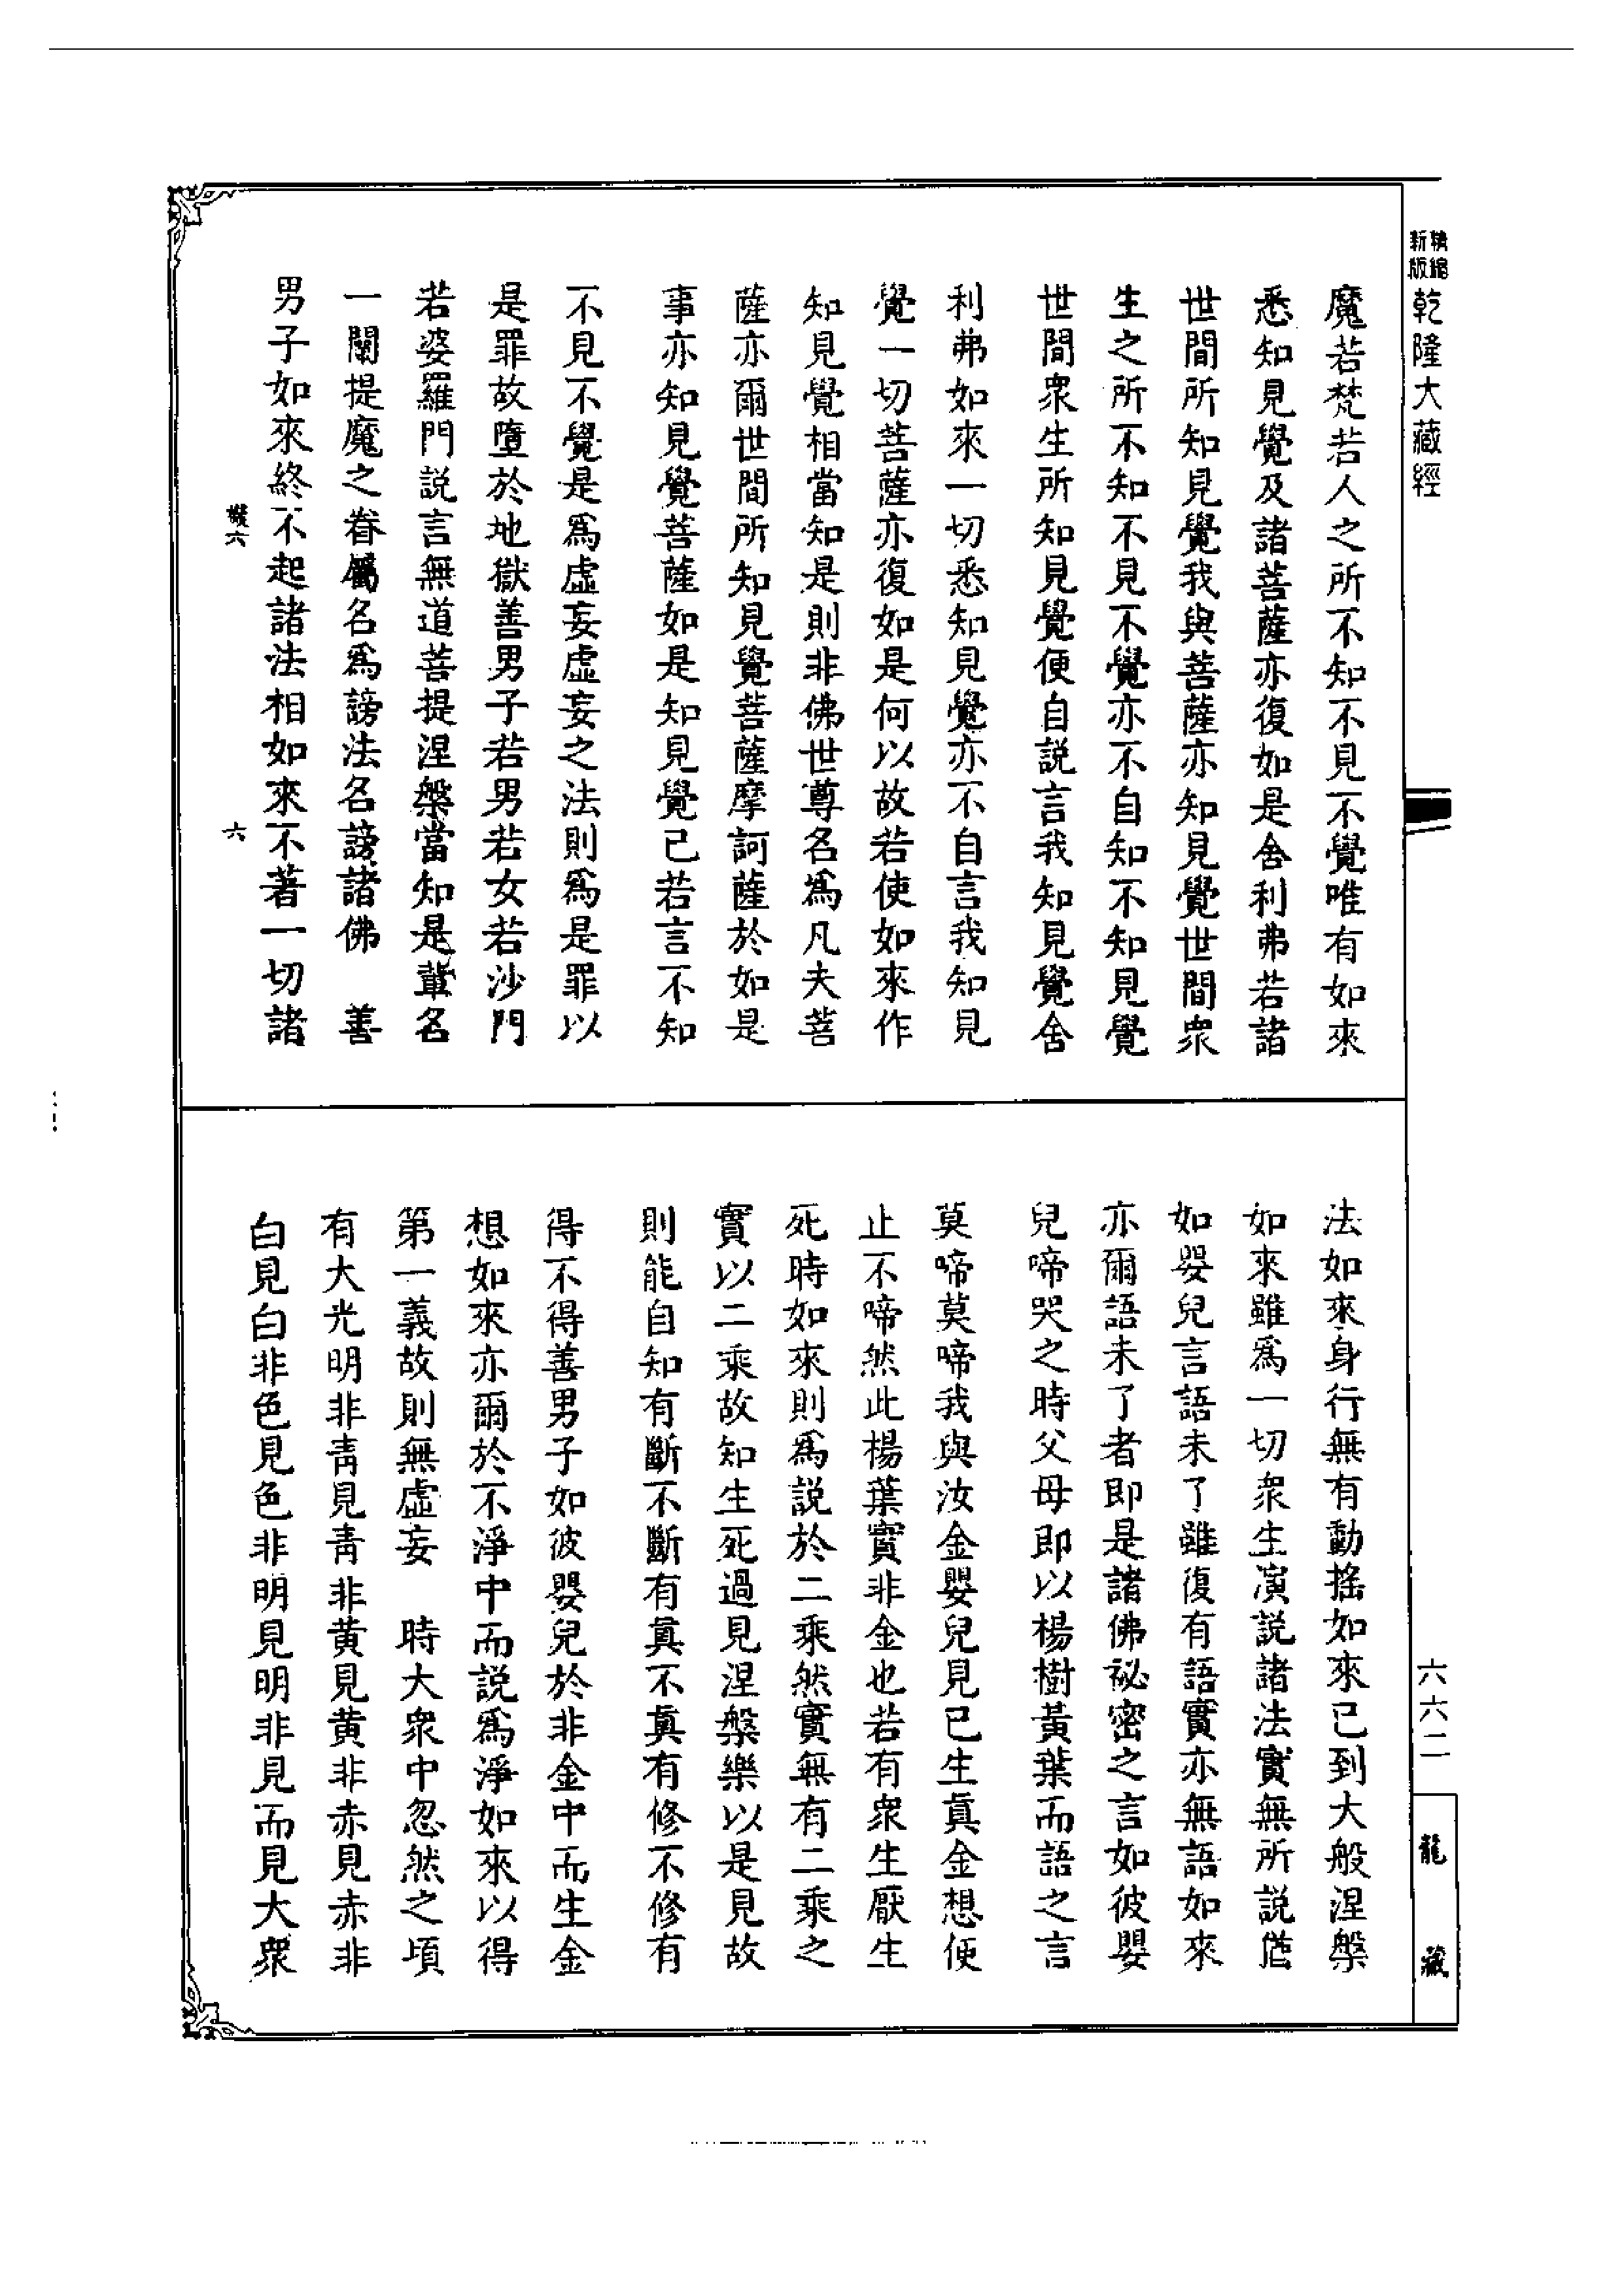 新版
精縮
乾隆大藏經
魔若梵若人之所不知不見不覺唯有如來
悉知見覺及諸菩薩亦復如是舍利弗若諸
世間所知見覺我與菩薩亦知見覺世間衆
生之所不知不見不覺亦不自知不知見覺
世間衆生所知見覺便自説言我知見覺舍
利弗如來一切悉知見覺亦不自言我知見
覺一切菩薩亦復如是何以故若使如來作
知見覺相當知是則非佛世尊名爲凡夫菩
薩亦爾世間所知見覺菩薩摩訶薩於如是
事亦知見覺菩薩如是知見覺已若言不知
不見不覺是爲虛妄虛妄之法則爲是罪以
是罪故墮於地獄善男子若男若女若沙門
若婆羅門説言無道菩提涅槃當知是輩名
一闡提魔之眷屬名爲謗法名謗諸佛　善
男子如來終不起諸法相如來不著一切諸
六
六
法如來身行無有動搖如來已到大般涅槃
如來雖爲一切衆生演説諸法實無所説猶
如嬰兒言語未了雖復有語實亦無語如來
亦爾語未了者即是諸佛祕密之言如彼嬰
兒啼哭之時父母即以楊樹黃葉而語之言
莫啼莫啼我與汝金嬰兒見已生眞金想便
止不啼然此楊葉實非金也若有衆生厭生
死時如來則爲説於二乘然實無有二乘之
實以二乘故知生死過見涅槃樂以是見故
則能自知有斷不斷有眞不眞有修不修有
得不得善男子如彼嬰兒於非金中而生金
想如來亦爾於不淨中而説爲淨如來以得
第一義故則無虛妄　時大衆中忽然之頃
有大光明非青見青非黄見黄非赤見赤非
白見白非色見色非明見明非見而見大衆
六六二
龍藏